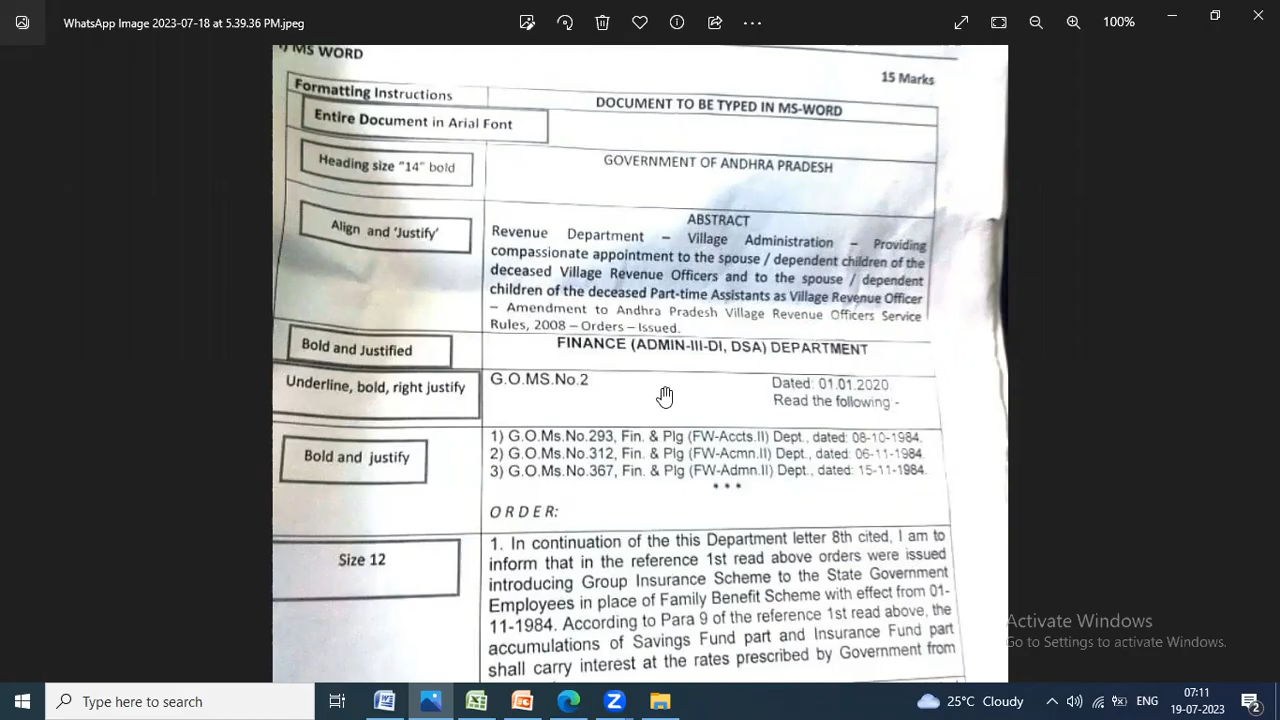 WhatsApp Image 2023-07-18 at 5.39.36 PM.jpeg
100%
MS WORD
15 Marks
Formatting Instructions
DOCUMENT TO BE TYPED IN MS-WORD
Entire Document in Arial Font
Heading size "14" bold
GOVERNMENT OF ANDHRA PRADESH
Align and 'Justify'
ABSTRACT
Revenue Department – Village Administration – Providing
compassionate appointment to the spouse / dependent children of the
deceased Village Revenue Officers and to the spouse / dependent
children of the deceased Part-time Assistants as Village Revenue Officer
– Amendment to Andhra Pradesh Village Revenue Officers Service
Rules, 2008 – Orders – Issued.
Bold and Justified
FINANCE (ADMIN-III-DI, DSA) DEPARTMENT
Underline, bold, right justify
G.O.MS.No.2
Dated: 01.01.2020.
Read the following -
Bold and justify
1) G.O.Ms.No.293, Fin. & Plg (FW-Accts.II) Dept., dated: 08-10-1984.
2) G.O.Ms.No.312, Fin. & Plg (FW-Acmn.II) Dept., dated: 06-11-1984.
3) G.O.Ms.No.367, Fin. & Plg (FW-Admn.II) Dept., dated: 15-11-1984.
* * *
ORDER:
Size 12
1. In continuation of the this Department letter 8th cited, I am to
inform that in the reference 1st read above orders were issued
introducing Group Insurance Scheme to the State Government
Employees in place of Family Benefit Scheme with effect from 01-
11-1984. According to Para 9 of the reference 1st read above, the
accumulations of Savings Fund part and Insurance Fund part
shall carry interest at the rates prescribed by Government from
Activate Windows
Go to Settings to activate Windows.
Type here to search
25°C Cloudy
ENG
07:11
19-07-2023
2